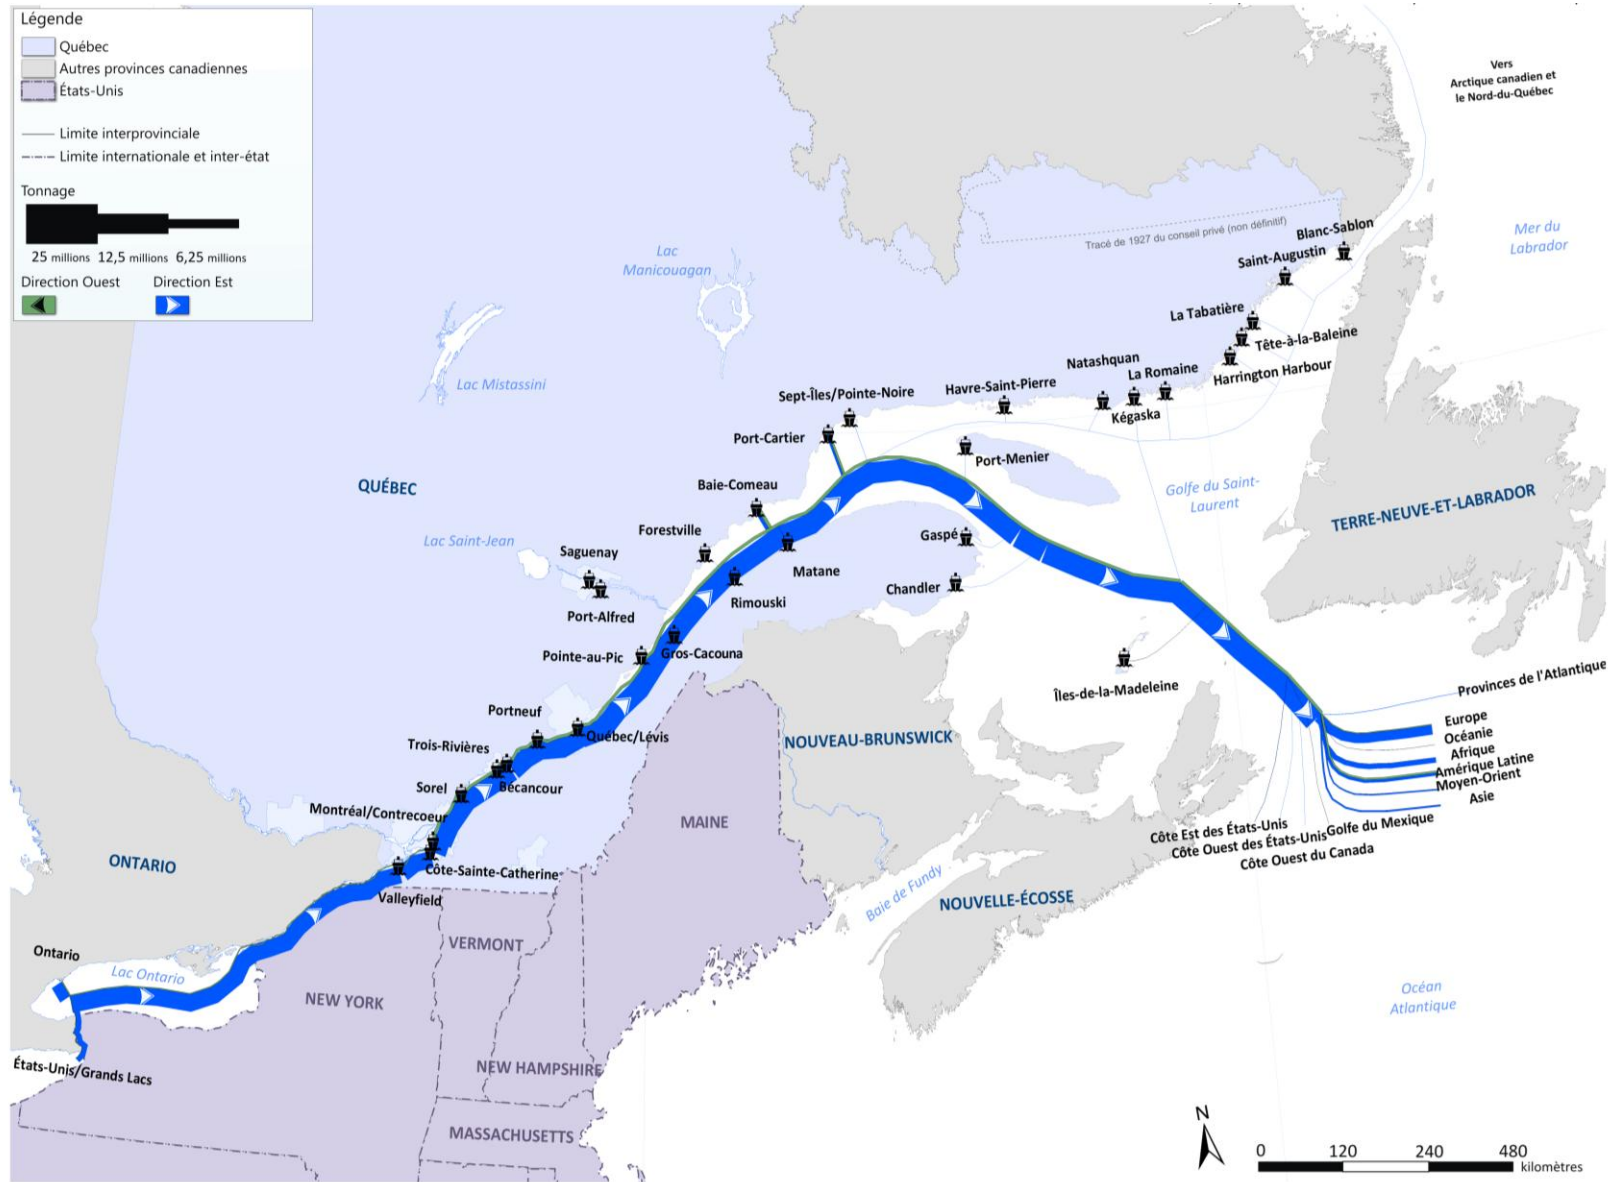 Légende
Québec
Autres provinces canadiennes
États-Unis
Limite interprovinciale
Limite internationale et inter-état
Tonnage
25 millions 12,5 millions 6,25 millions
Direction Ouest Direction Est
Vers
Arctique canadien et
le Nord-du-Québec
Mer du
Labrador
Tracé de 1927 du conseil privé (non définitif)
Blanc-Sablon
Saint-Augustin
La Tabatière
Tête-à-la-Baleine
Harrington Harbour
Natashquan
La Romaine
Kégaska
Havre-Saint-Pierre
Sept-Îles/Pointe-Noire
Port-Cartier
Port-Menier
Lac
Manicouagan
Lac Mistassini
QUÉBEC
Baie-Comeau
Forestville
Lac Saint-Jean
Saguenay
Port-Alfred
Matane
Rimouski
Gaspé
Chandler
Golfe du Saint-
Laurent
TERRE-NEUVE-ET-LABRADOR
Pointe-au-Pic
Gros-Cacouna
Îles-de-la-Madeleine
Portneuf
Québec/Lévis
Trois-Rivières
Bécancour
Sorel
Montréal/Contrecoeur
Côte-Sainte-Catherine
Valleyfield
NOUVEAU-BRUNSWICK
MAINE
Provinces de l'Atlantique
Europe
Océanie
Afrique
Amérique Latine
Moyen-Orient
Asie
Côte Est des États-Unis
Côte Ouest des États-Unis
Golfe du Mexique
Côte Ouest du Canada
ONTARIO
Baie de Fundy
NOUVELLE-ÉCOSSE
VERMONT
Ontario
Lac Ontario
NEW YORK
États-Unis/Grands Lacs
NEW HAMPSHIRE
MASSACHUSETTS
Océan
Atlantique
N
0 120 240 480
kilomètres